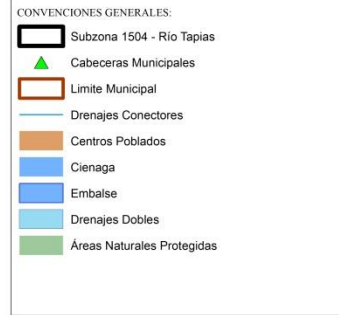 CONVENCIONES GENERALES:
Subzona 1504 - Río Tapias
Cabeceras Municipales
Limite Municipal
Drenajes Conectores
Centros Poblados
Cienaga
Embalse
Drenajes Dobles
Áreas Naturales Protegidas